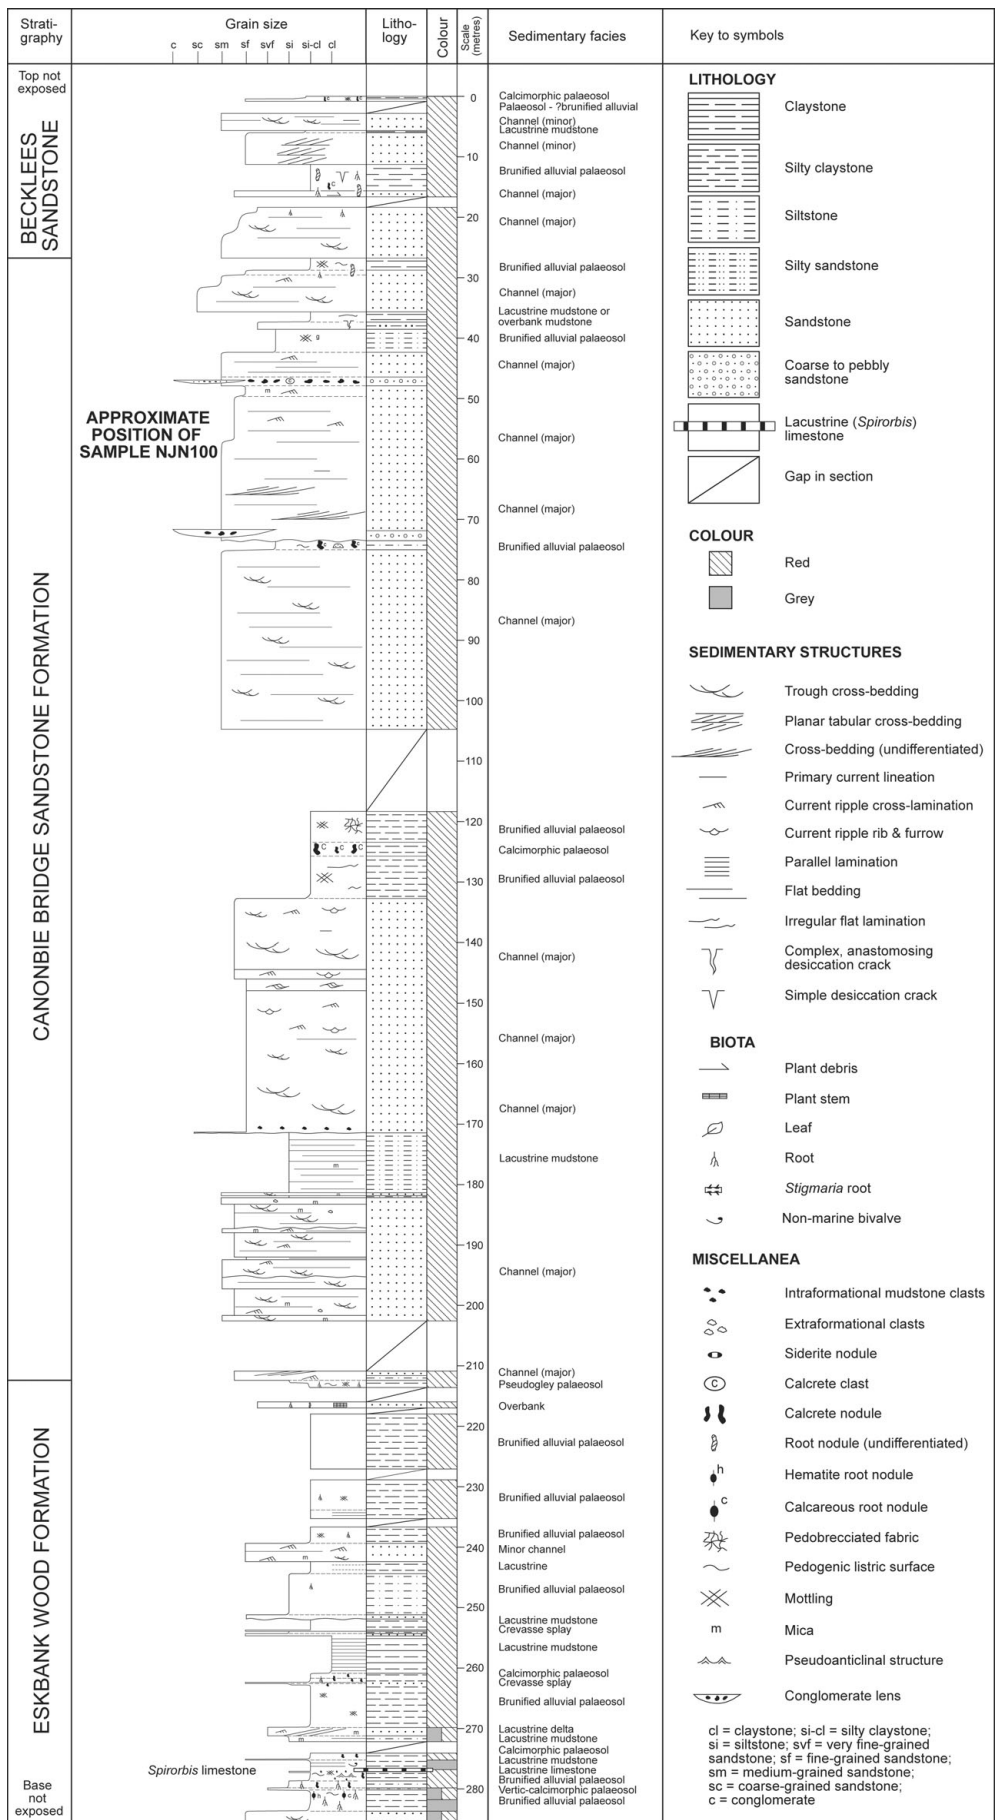 Strati-
graphy
Grain size
c sc sm sf svf si si-cl cl
Litho-
logy
Colour
Scale
(metres)
Sedimentary facies
Key to symbols
Top not
exposed
BECKLEES
SANDSTONE
CANONBIE BRIDGE SANDSTONE FORMATION
ESKBANK WOOD FORMATION
Base
not
exposed
APPROXIMATE
POSITION OF
SAMPLE NJN100
Spirorbis limestone
0
10
20
30
40
50
60
70
80
90
100
110
120
130
140
150
160
170
180
190
200
210
220
230
240
250
260
270
280
Calcimorphic palaeosol
Palaeosol - ?brunified alluvial
Channel (minor)
Lacustrine mudstone
Channel (minor)
Brunified alluvial palaeosol
Channel (major)
Channel (major)
Brunified alluvial palaeosol
Channel (major)
Lacustrine mudstone or
overbank mudstone
Brunified alluvial palaeosol
Channel (major)
Channel (major)
Channel (major)
Brunified alluvial palaeosol
Channel (major)
Brunified alluvial palaeosol
Calcimorphic palaeosol
Brunified alluvial palaeosol
Channel (major)
Channel (major)
Channel (major)
Lacustrine mudstone
Channel (major)
Channel (major)
Pseudogley palaeosol
Overbank
Brunified alluvial palaeosol
Brunified alluvial palaeosol
Brunified alluvial palaeosol
Minor channel
Lacustrine
Brunified alluvial palaeosol
Lacustrine mudstone
Crevasse splay
Lacustrine mudstone
Calcimorphic palaeosol
Crevasse splay
Brunified alluvial palaeosol
Lacustrine delta
Lacustrine mudstone
Calcimorphic palaeosol
Lacustrine mudstone
Lacustrine limestone
Brunified alluvial palaeosol
Vertic-calcimorphic palaeosol
Brunified alluvial palaeosol
LITHOLOGY
Claystone
Silty claystone
Siltstone
Silty sandstone
Sandstone
Coarse to pebbly
sandstone
Lacustrine (Spirorbis)
limestone
Gap in section
COLOUR
Red
Grey
SEDIMENTARY STRUCTURES
Trough cross-bedding
Planar tabular cross-bedding
Cross-bedding (undifferentiated)
Primary current lineation
Current ripple cross-lamination
Current ripple rib & furrow
Parallel lamination
Flat bedding
Irregular flat lamination
Complex, anastomosing
desiccation crack
Simple desiccation crack
BIOTA
Plant debris
Plant stem
Leaf
Root
Stigmaria root
Non-marine bivalve
MISCELLANEA
Intraformational mudstone clasts
Extraformational clasts
Siderite nodule
C Calcrete clast
Calcrete nodule
Root nodule (undifferentiated)
h Hematite root nodule
c Calcareous root nodule
Pedobrecciated fabric
Pedogenic listric surface
Mottling
m Mica
Pseudoanticlinal structure
Conglomerate lens
cl = claystone; si-cl = silty claystone;
si = siltstone; svf = very fine-grained
sandstone; sf = fine-grained sandstone;
sm = medium-grained sandstone;
sc = coarse-grained sandstone;
c = conglomerate